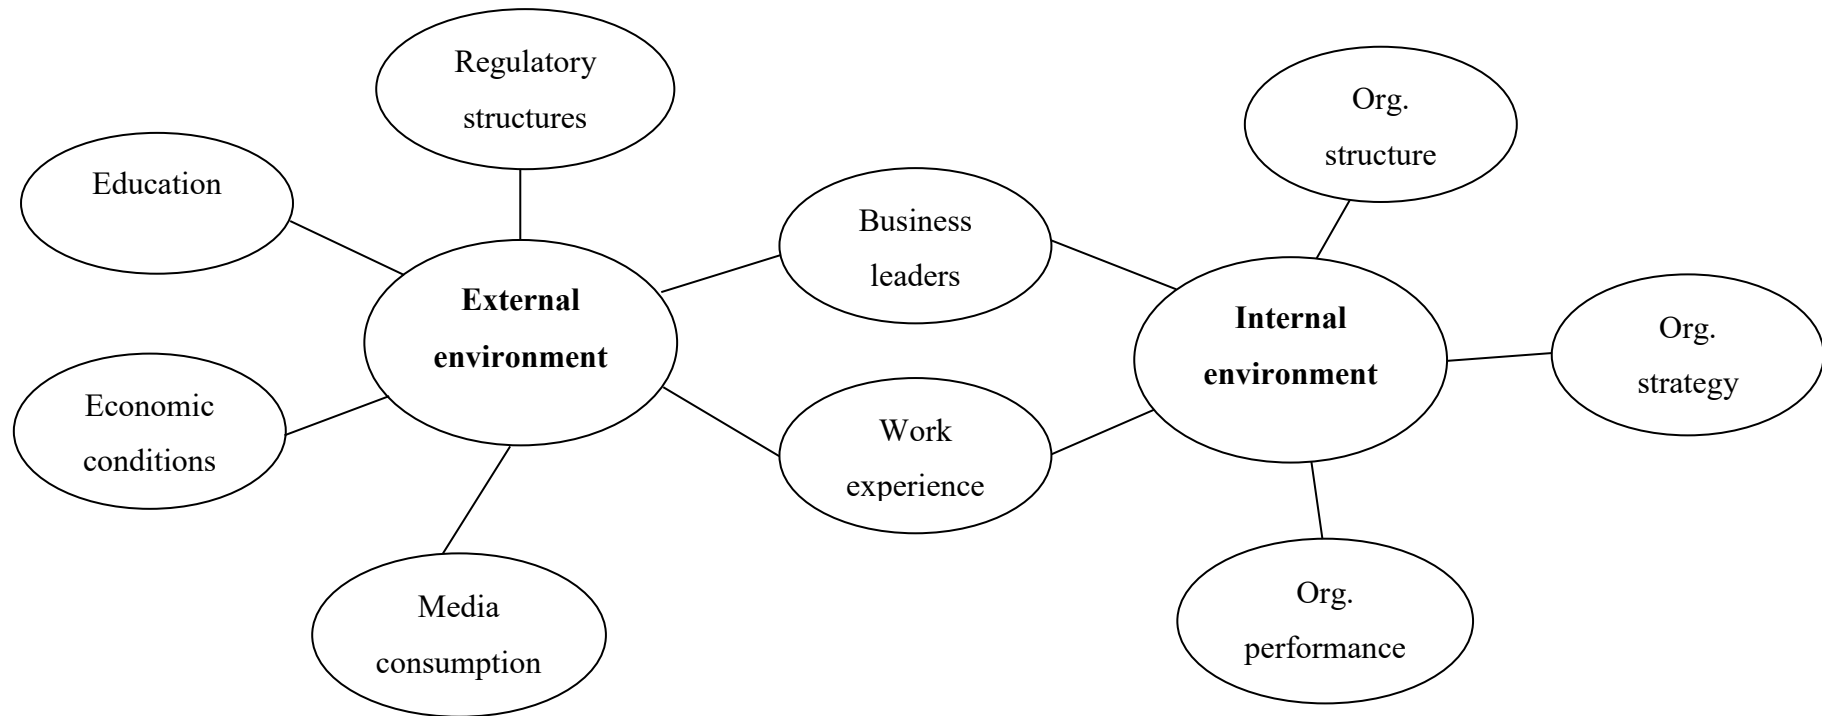 Regulatory
structures
Education
External
environment
Economic
conditions
Media
consumption
Business
leaders
Work
experience
Org.
structure
Internal
environment
Org.
strategy
Org.
performance